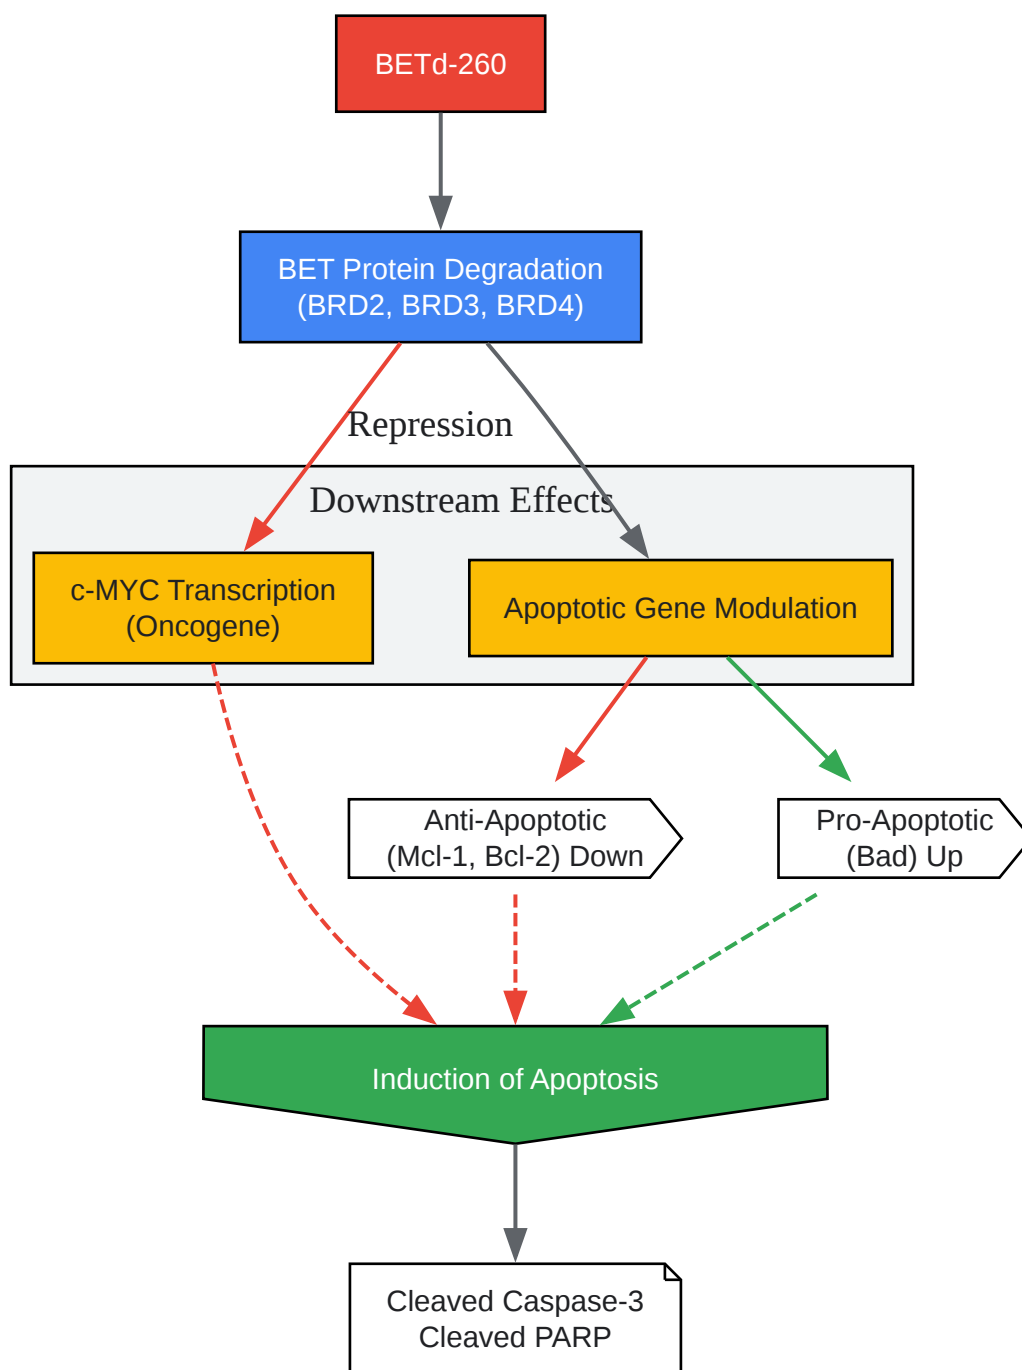 BETd-260
BET Protein Degradation
(BRD2, BRD3, BRD4)
Repression
Downstream Effects
c-MYC Transcription
(Oncogene)
Apoptotic Gene Modulation
Anti-Apoptotic
(Mcl-1, Bcl-2) Down
Pro-Apoptotic
(Bad) Up
Induction of Apoptosis
Cleaved Caspase-3
Cleaved PARP